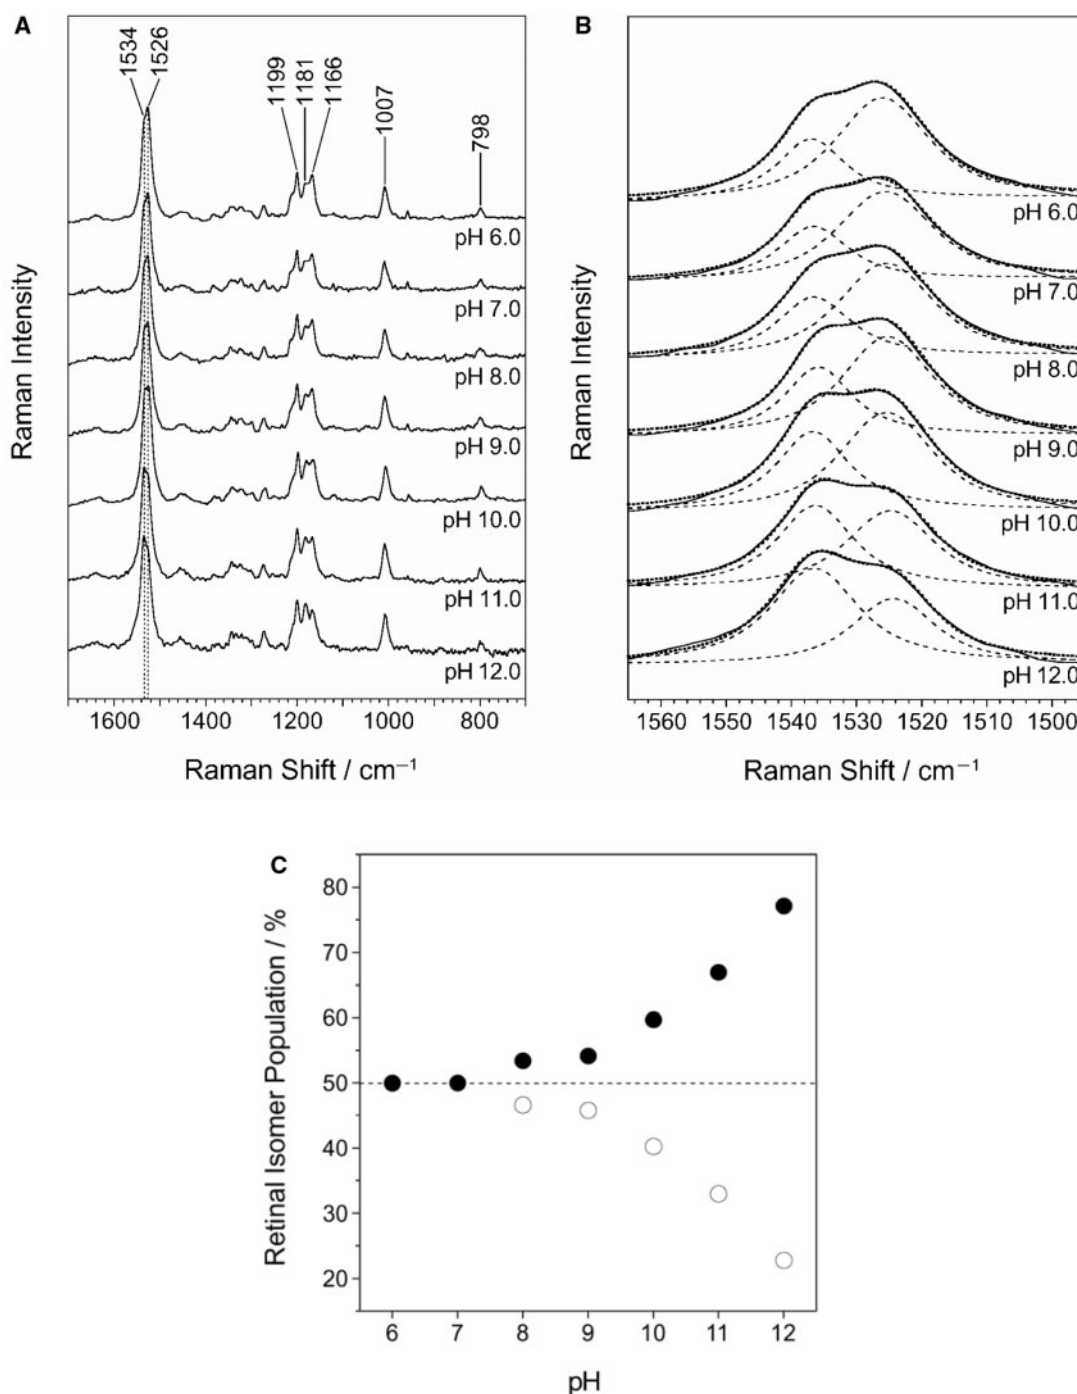 A
1534
1526
1199
1181
1166
1007
798
pH 6.0
pH 7.0
pH 8.0
pH 9.0
pH 10.0
pH 11.0
pH 12.0
Raman Intensity
1600 1400 1200 1000 800
Raman Shift / cm⁻¹
B
pH 6.0
pH 7.0
pH 8.0
pH 9.0
pH 10.0
pH 11.0
pH 12.0
Raman Intensity
1560 1550 1540 1530 1520 1510 1500
Raman Shift / cm⁻¹
C
Retinal Isomer Population / %
80
70
60
50
40
30
20
6 7 8 9 10 11 12
pH